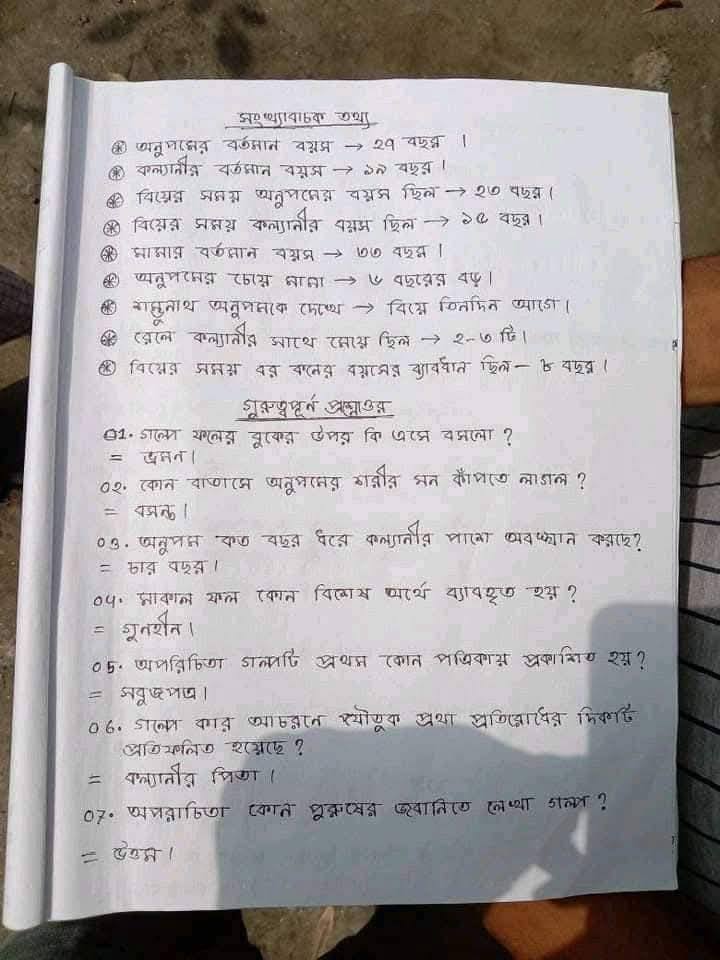 সংখ্যাবাচক তথ্য
⊛ অনুপমের বর্তমান বয়স → ২৭ বছর ।
⊛ কল্যানীর বর্তমান বয়স → ১৯ বছর ।
⊛ বিয়ের সময় অনুপমের বয়স ছিল → ২৩ বছর ।
⊛ বিয়ের সময় কল্যানীর বয়স ছিল → ১৫ বছর ।
⊛ মামার বর্তমান বয়স → ৩৩ বছর ।
⊛ অনুপমের চেয়ে মামা → ৬ বছরের বড় ।
⊛ শম্ভুনাথ অনুপমকে দেখে → বিয়ে তিনদিন আগে ।
⊛ রেলে কল্যানীর সাথে মেয়ে ছিল → ২-৩ টি ।
⊛ বিয়ের সময় বর কনের বয়সের ব্যাবধান ছিল – ৮ বছর ।
গুরুত্বপূর্ন প্রশ্নোত্তর
01. গল্পে ফলের বুকের উপর কি এসে বসলো ?
= ভ্রমন ।
02. কোন বাতাসে অনুপমের শরীর মন কাঁপতে লাগল ?
= বসন্ত ।
03. অনুপম কত বছর ধরে কল্যানীর পাশে অবস্থান করছে?
= চার বছর ।
04. মাকাল ফল কোন বিশেষ অর্থে ব্যাবহৃত হয় ?
= গুনহীন ।
05. অপরিচিতা গল্পটি প্রথম কোন পত্রিকায় প্রকাশিত হয় ?
= সবুজপত্র ।
06. গল্পে কার আচরনে যৌতুক প্রথা প্রতিরোধের দিকটি
প্রতিফলিত হয়েছে ?
= কল্যানীর পিতা ।
07. অপরাচিতা কোন পুরুষের জবানিতে লেখা গল্প ?
= উত্তম ।